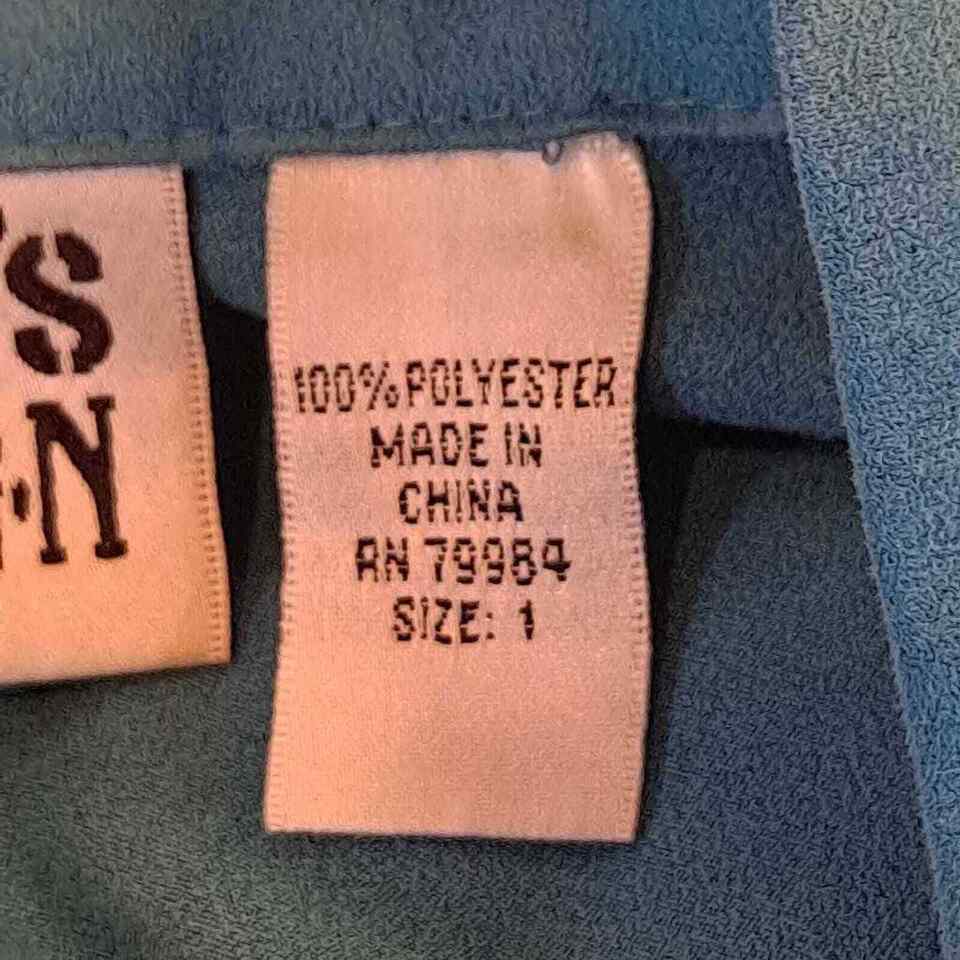 'S
100% POLYESTER
MADE IN
CHINA
RN 79984
SIZE: 1